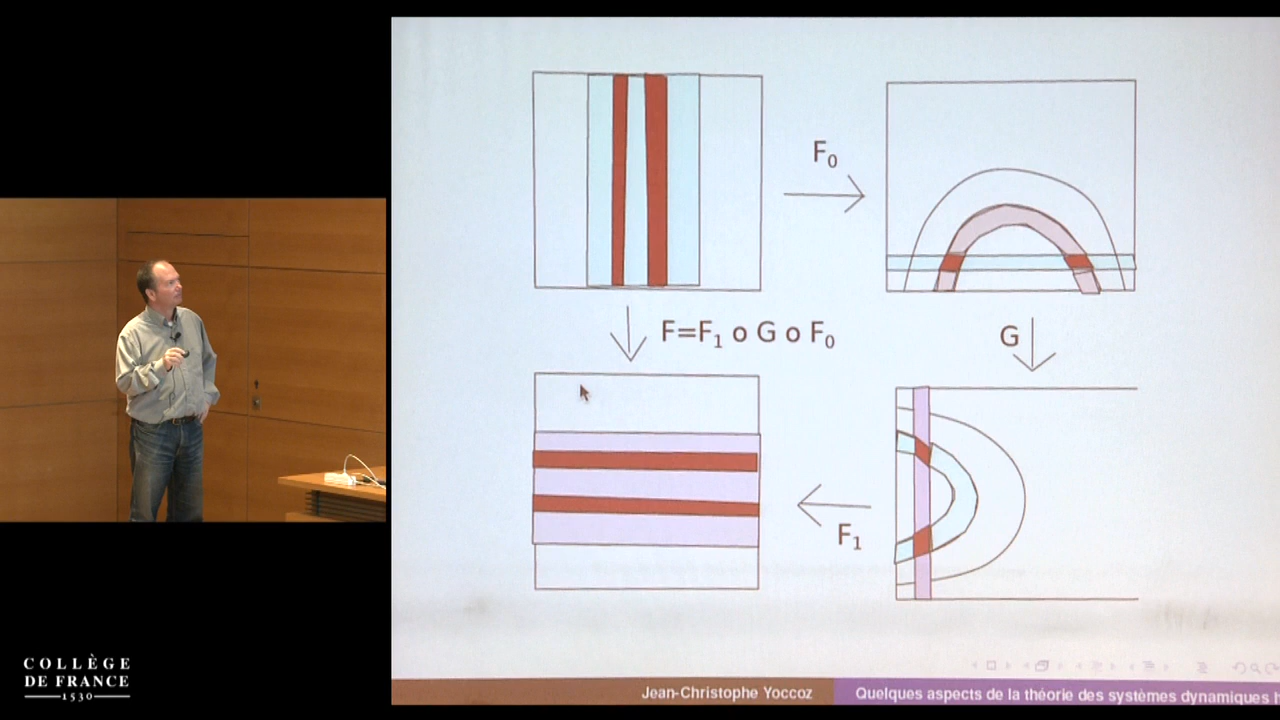 F₀
F=F₁ o G o F₀
G
F₁
COLLÈGE
DE FRANCE
1530
Jean-Christophe Yoccoz
Quelques aspects de la théorie des systèmes dynamiques